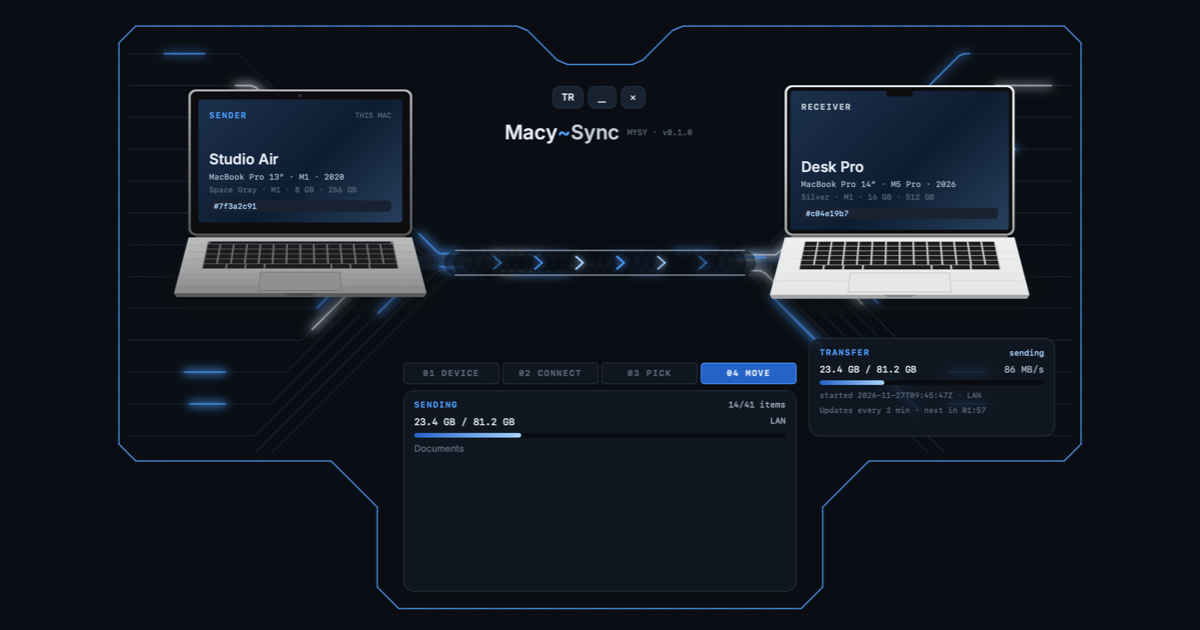 SENDER THIS MAC
Studio Air
MacBook Pro 13" · M1 · 2020
Space Gray · M1 · 8 GB · 256 GB
#7f3a2c91
TR _ ×
Macy~Sync MYSY · v0.1.0
RECEIVER
Desk Pro
MacBook Pro 14" · M5 Pro · 2026
Silver · M1 · 16 GB · 512 GB
#c04e19b7
01 DEVICE 02 CONNECT 03 PICK 04 MOVE
SENDING 14/41 items
23.4 GB / 81.2 GB LAN
Documents
TRANSFER sending
23.4 GB / 81.2 GB 86 MB/s
started 2026-11-27T09:45:47Z · LAN
Updates every 2 min · next in 01:57